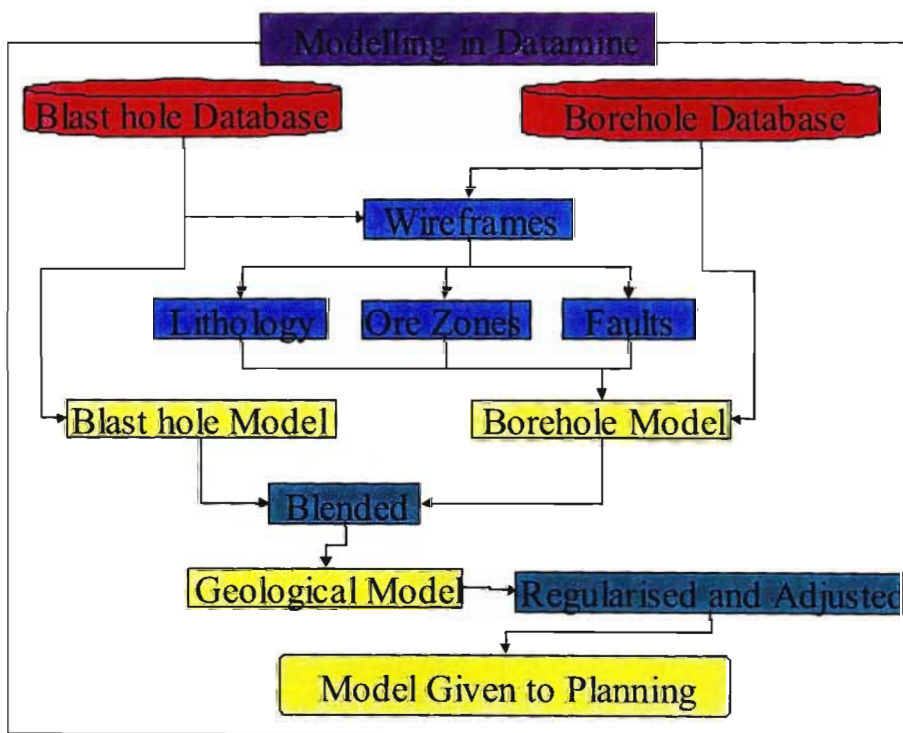 Modelling in Datamine
Blast hole Database
Borehole Database
Wireframes
Lithology
Ore Zones
Faults
Blast hole Model
Borehole Model
Blended
Geological Model
Regularised and Adjusted
Model Given to Planning